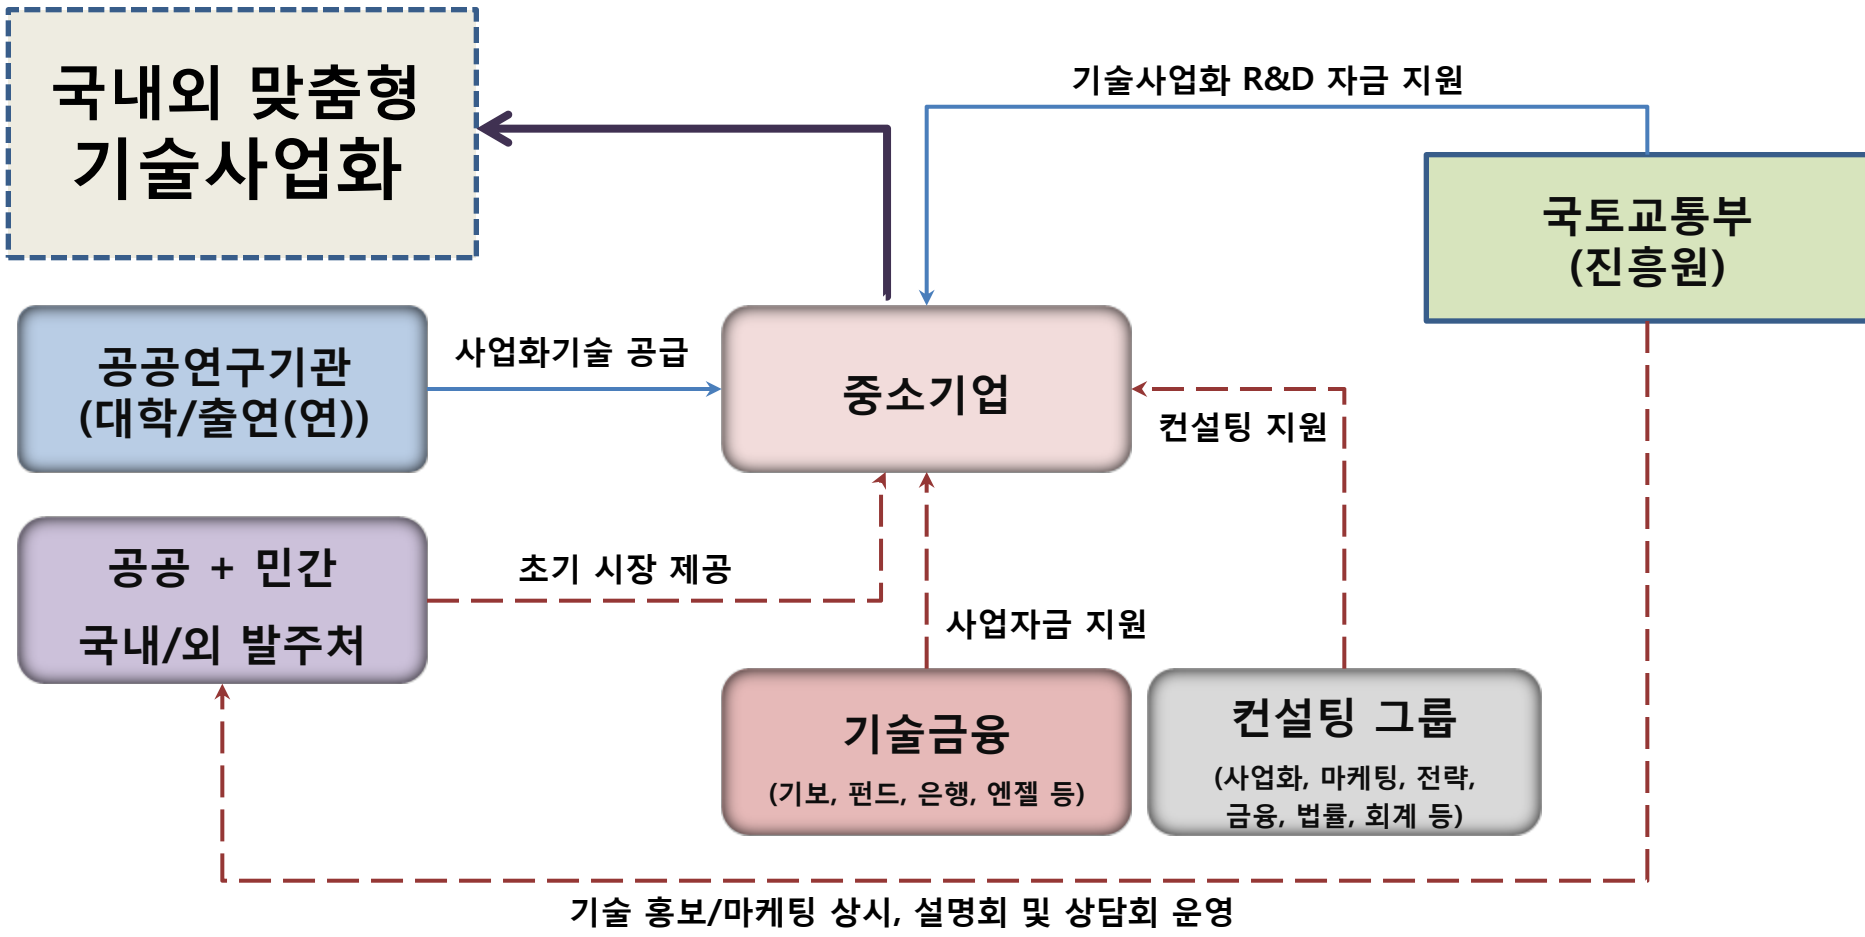 국내외 맞춤형
기술사업화
기술사업화 R&D 자금 지원
국토교통부
(진흥원)
공공연구기관
(대학/출연(연))
사업화기술 공급
중소기업
컨설팅 지원
공공 + 민간
국내/외 발주처
초기 시장 제공
사업자금 지원
기술금융
(기보, 펀드, 은행, 엔젤 등)
컨설팅 그룹
(사업화, 마케팅, 전략,
금융, 법률, 회계 등)
기술 홍보/마케팅 상시, 설명회 및 상담회 운영